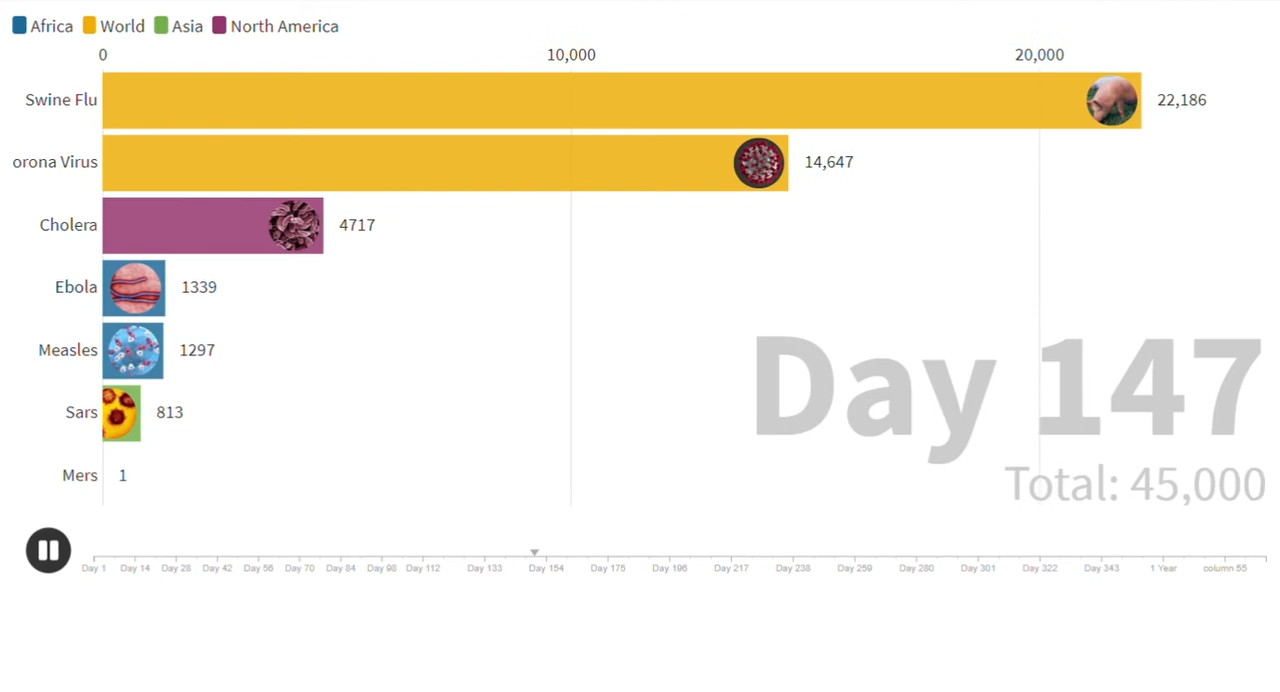 Africa World Asia North America
0 10,000 20,000
Swine Flu 22,186
orona Virus 14,647
Cholera 4717
Ebola 1339
Measles 1297
Sars 813
Mers 1
Day 147
Total: 45,000
Day 1 Day 14 Day 28 Day 42 Day 56 Day 70 Day 84 Day 98 Day 112 Day 133 Day 154 Day 175 Day 196 Day 217 Day 238 Day 259 Day 280 Day 301 Day 322 Day 343 1 Year column 55